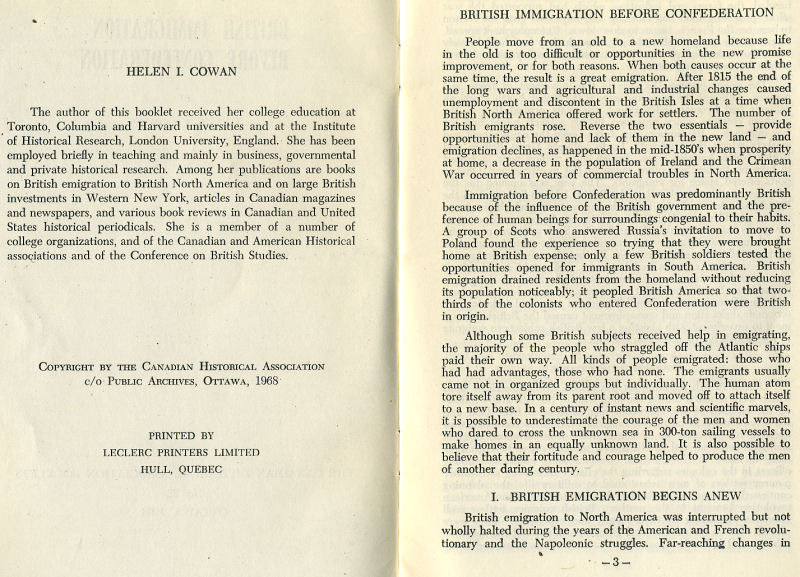 HELEN I. COWAN
The author of this booklet received her college education at
Toronto, Columbia and Harvard universities and at the Institute
of Historical Research, London University, England. She has been
employed briefly in teaching and mainly in business, governmental
and private historical research. Among her publications are books
on British emigration to British North America and on large British
investments in Western New York, articles in Canadian magazines
and newspapers, and various book reviews in Canadian and United
States historical periodicals. She is a member of a number of
college organizations, and of the Canadian and American Historical
associations and of the Conference on British Studies.
Copyright by the Canadian Historical Association
c/o Public Archives, Ottawa, 1968
PRINTED BY
LECLERC PRINTERS LIMITED
HULL, QUEBEC
BRITISH IMMIGRATION BEFORE CONFEDERATION
People move from an old to a new homeland because life
in the old is too difficult or opportunities in the new promise
improvement, or for both reasons. When both causes occur at the
same time, the result is a great emigration. After 1815 the end of
the long wars and agricultural and industrial changes caused
unemployment and discontent in the British Isles at a time when
British North America offered work for settlers. The number of
British emigrants rose. Reverse the two essentials — provide
opportunities at home and lack of them in the new land — and
emigration declines, as happened in the mid-1850's when prosperity
at home, a decrease in the population of Ireland and the Crimean
War occurred in years of commercial troubles in North America.
Immigration before Confederation was predominantly British
because of the influence of the British government and the pre-
ference of human beings for surroundings congenial to their habits.
A group of Scots who answered Russia's invitation to move to
Poland found the experience so trying that they were brought
home at British expense; only a few British soldiers tested the
opportunities opened for immigrants in South America. British
emigration drained residents from the homeland without reducing
its population noticeably; it peopled British America so that two-
thirds of the colonists who entered Confederation were British
in origin.
Although some British subjects received help in emigrating,
the majority of the people who straggled off the Atlantic ships
paid their own way. All kinds of people emigrated: those who
had had advantages, those who had none. The emigrants usually
came not in organized groups but individually. The human atom
tore itself away from its parent root and moved off to attach itself
to a new base. In a century of instant news and scientific marvels,
it is possible to underestimate the courage of the men and women
who dared to cross the unknown sea in 300-ton sailing vessels to
make homes in an equally unknown land. It is also possible to
believe that their fortitude and courage helped to produce the men
of another daring century.
I. BRITISH EMIGRATION BEGINS ANEW
British emigration to North America was interrupted but not
wholly halted during the years of the American and French revolu-
tionary and the Napoleonic struggles. Far-reaching changes in
— 3 —